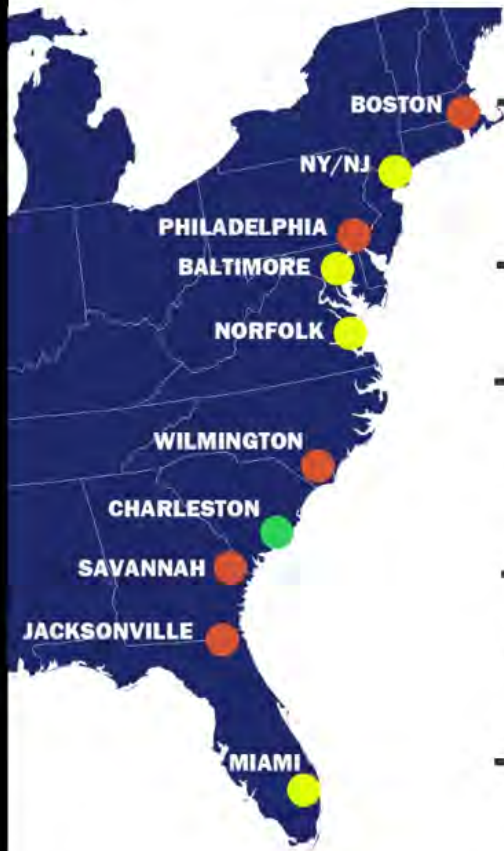 BOSTON
NY/NJ
PHILADELPHIA
BALTIMORE
NORFOLK
WILMINGTON
CHARLESTON
SAVANNAH
JACKSONVILLE
MIAMI